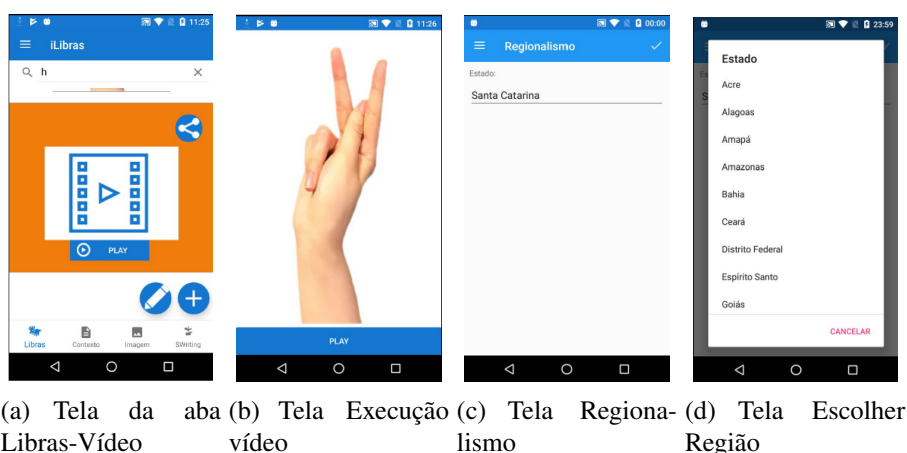 11:25
iLibras
h
PLAY
Libras Contexto Imagem SWriting
(a) Tela da aba Libras-Vídeo
11:26
PLAY
(b) Tela Execução vídeo
00:00
Regionalismo
Estado:
Santa Catarina
(c) Tela Regiona-
lismo
23:59
Estado
Acre
Alagoas
Amapá
Amazonas
Bahia
Ceará
Distrito Federal
Espírito Santo
Goiás
CANCELAR
(d) Tela Escolher
Região